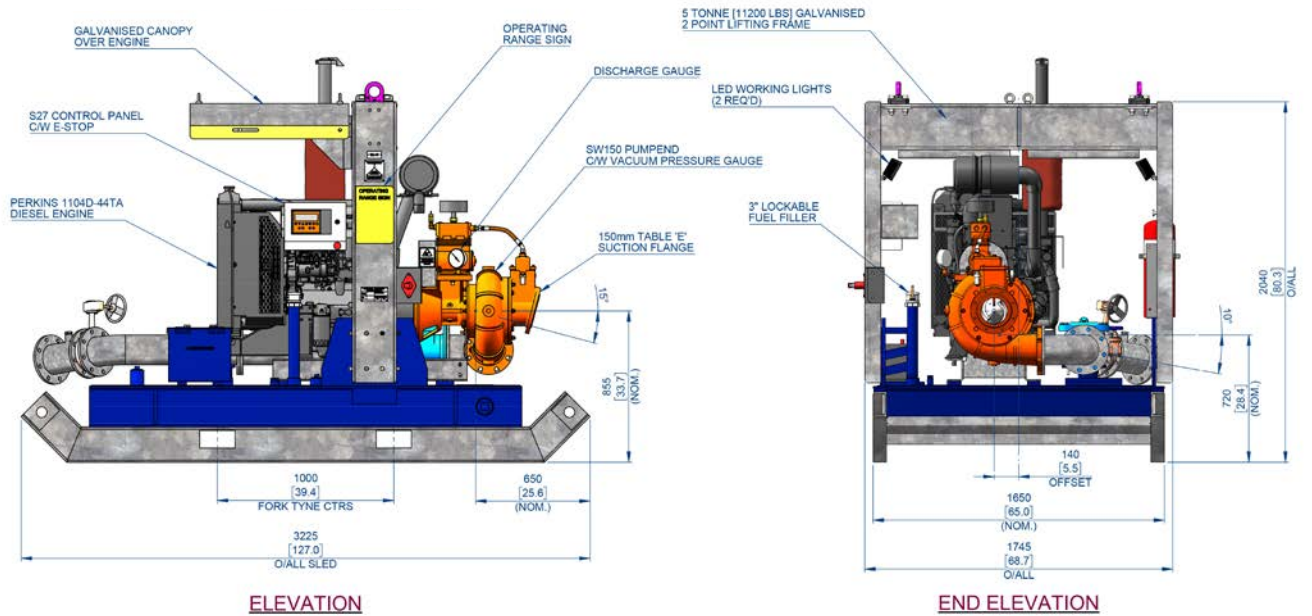 GALVANISED CANOPY
OVER ENGINE
OPERATING
RANGE SIGN
DISCHARGE GAUGE
S27 CONTROL PANEL
C/W E-STOP
SW150 PUMPEND
C/W VACUUM PRESSURE GAUGE
PERKINS 1104D-44TA
DIESEL ENGINE
150mm TABLE 'E'
SUCTION FLANGE
OPERATING
RANGE SIGN
15°
855
[33.7]
(NOM.)
1000
[39.4]
FORK TYNE CTRS
650
[25.6]
(NOM.)
3225
[127.0]
O/ALL SLED
ELEVATION
5 TONNE [11200 LBS] GALVANISED
2 POINT LIFTING FRAME
LED WORKING LIGHTS
(2 REQ'D)
3" LOCKABLE
FUEL FILLER
2040
[80.3]
O/ALL
10°
720
[28.4]
(NOM.)
140
[5.5]
OFFSET
1650
[65.0]
(NOM.)
1745
[68.7]
O/ALL
END ELEVATION